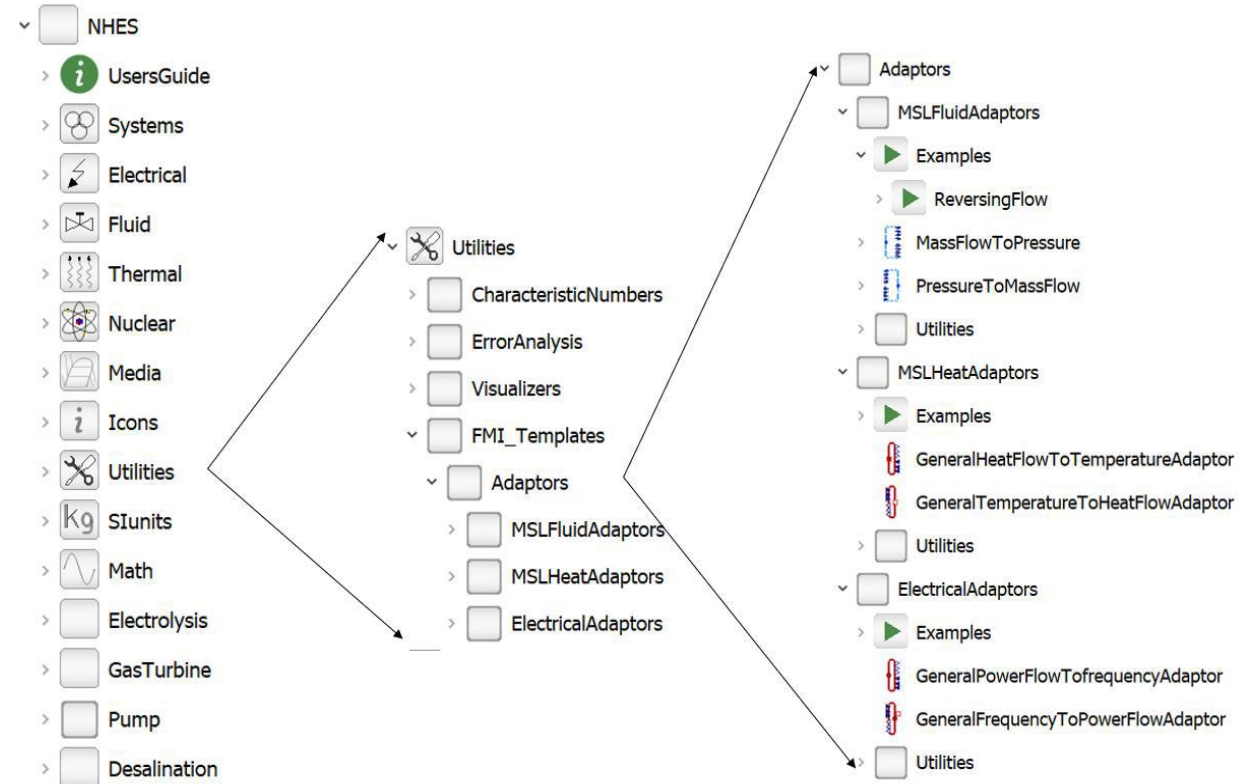 NHES
UsersGuide
Systems
Electrical
Fluid
Thermal
Nuclear
Media
Icons
Utilities
kg SIunits
Math
Electrolysis
GasTurbine
Pump
Desalination
Utilities
CharacteristicNumbers
ErrorAnalysis
Visualizers
FMI_Templates
Adaptors
MSLFluidAdaptors
MSLHeatAdaptors
ElectricalAdaptors
Adaptors
MSLFluidAdaptors
Examples
ReversingFlow
MassFlowToPressure
PressureToMassFlow
Utilities
MSLHeatAdaptors
Examples
GeneralHeatFlowToTemperatureAdaptor
GeneralTemperatureToHeatFlowAdaptor
Utilities
ElectricalAdaptors
Examples
GeneralPowerFlowTofrequencyAdaptor
GeneralFrequencyToPowerFlowAdaptor
Utilities